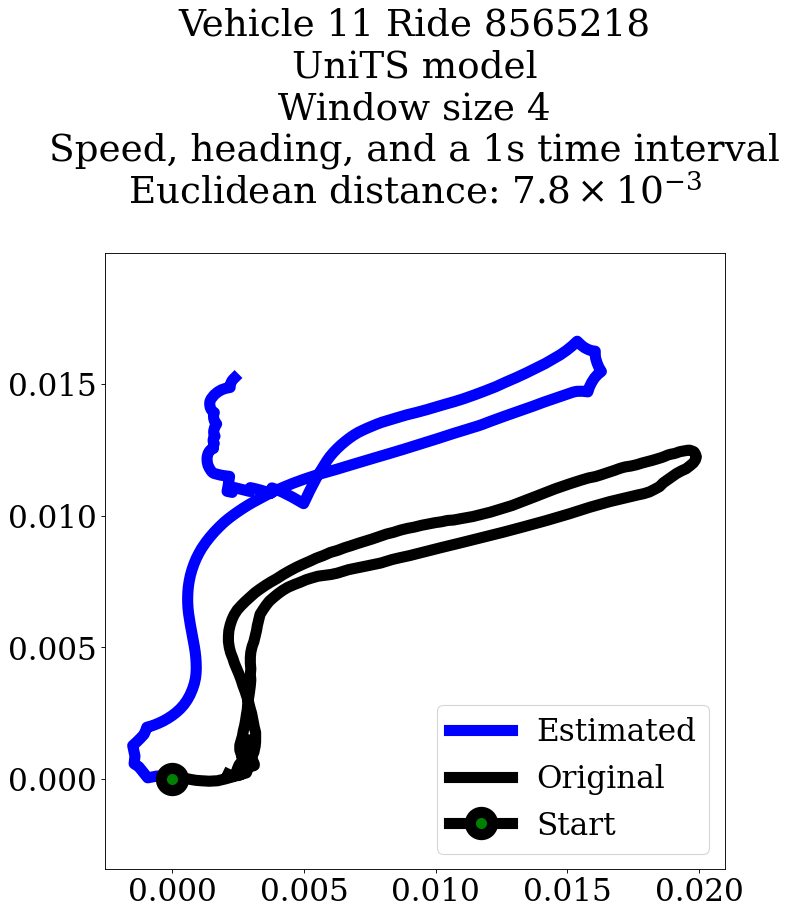 Vehicle 11 Ride 8565218
UniTS model
Window size 4
Speed, heading, and a 1s time interval
Euclidean distance: 7.8 × 10⁻³
0.015
0.010
0.005
0.000
Estimated
Original
Start
0.000 0.005 0.010 0.015 0.020